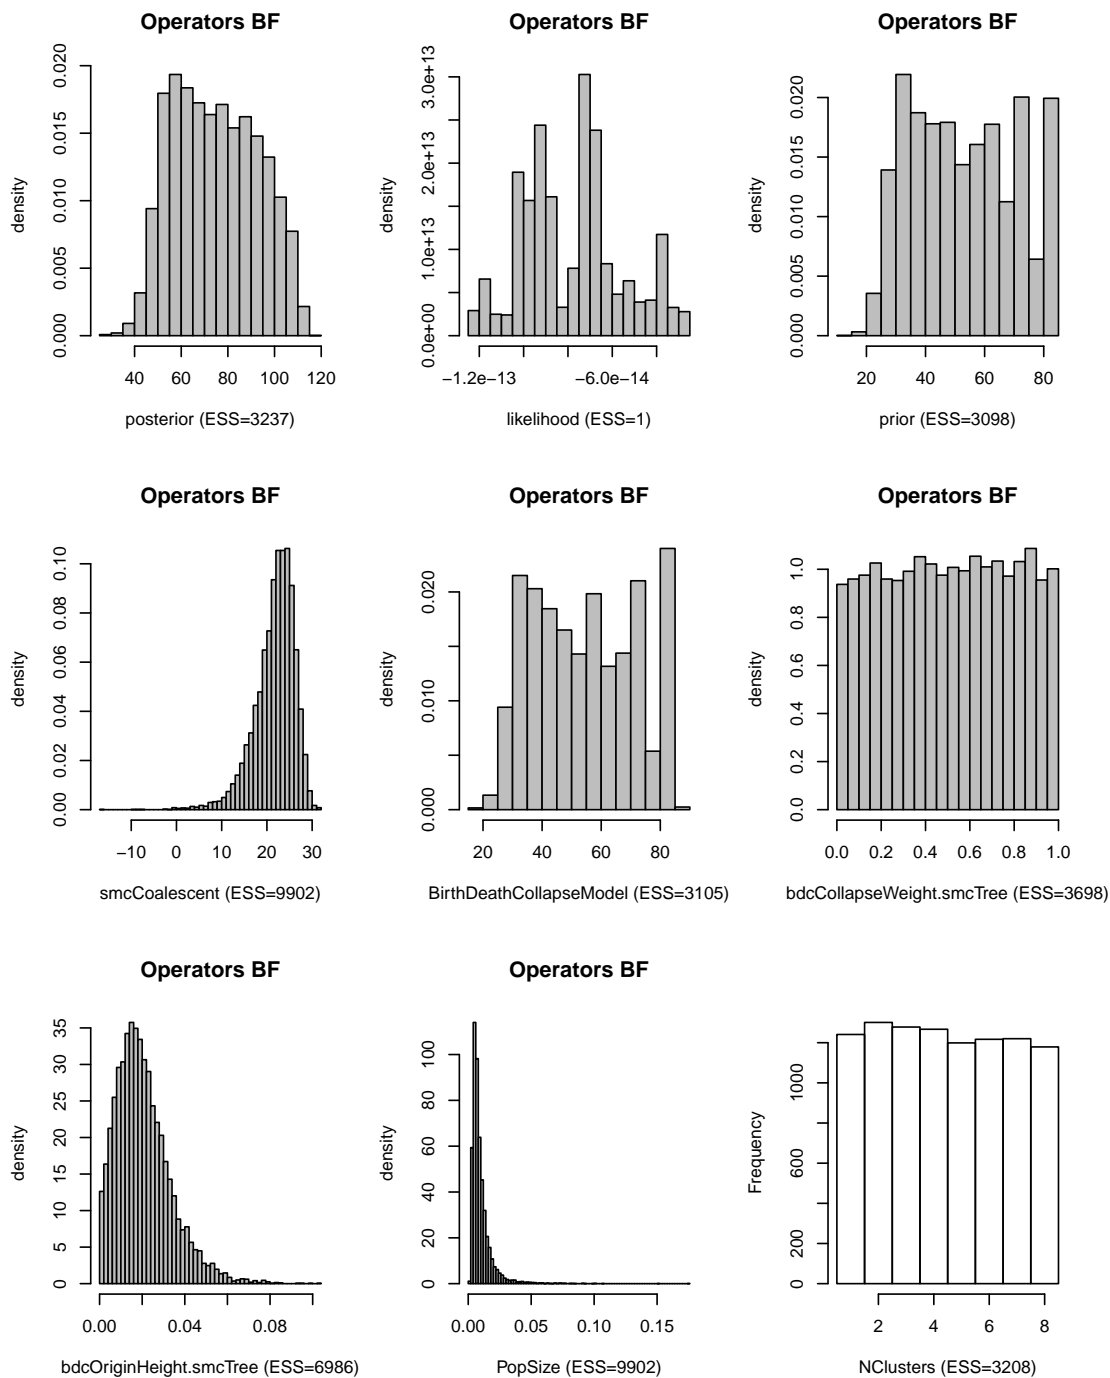 Operators BF
density
0.000
0.005
0.010
0.015
0.020
40
60
80
100
120
posterior (ESS=3237)
Operators BF
density
0.0e+00
1.0e+13
2.0e+13
3.0e+13
−1.2e−13
−6.0e−14
likelihood (ESS=1)
Operators BF
density
0.000
0.005
0.010
0.015
0.020
20
40
60
80
prior (ESS=3098)
Operators BF
density
0.00
0.02
0.04
0.06
0.08
0.10
−10
0
10
20
30
smcCoalescent (ESS=9902)
Operators BF
density
0.000
0.010
0.020
20
40
60
80
BirthDeathCollapseModel (ESS=3105)
Operators BF
density
0.0
0.2
0.4
0.6
0.8
1.0
0.0
0.2
0.4
0.6
0.8
1.0
bdcCollapseWeight.smcTree (ESS=3698)
Operators BF
density
0
5
10
15
20
25
30
35
0.00
0.04
0.08
bdcOriginHeight.smcTree (ESS=6986)
Operators BF
density
0
20
40
60
80
100
0.00
0.05
0.10
0.15
PopSize (ESS=9902)
Frequency
0
200
600
1000
2
4
6
8
NClusters (ESS=3208)